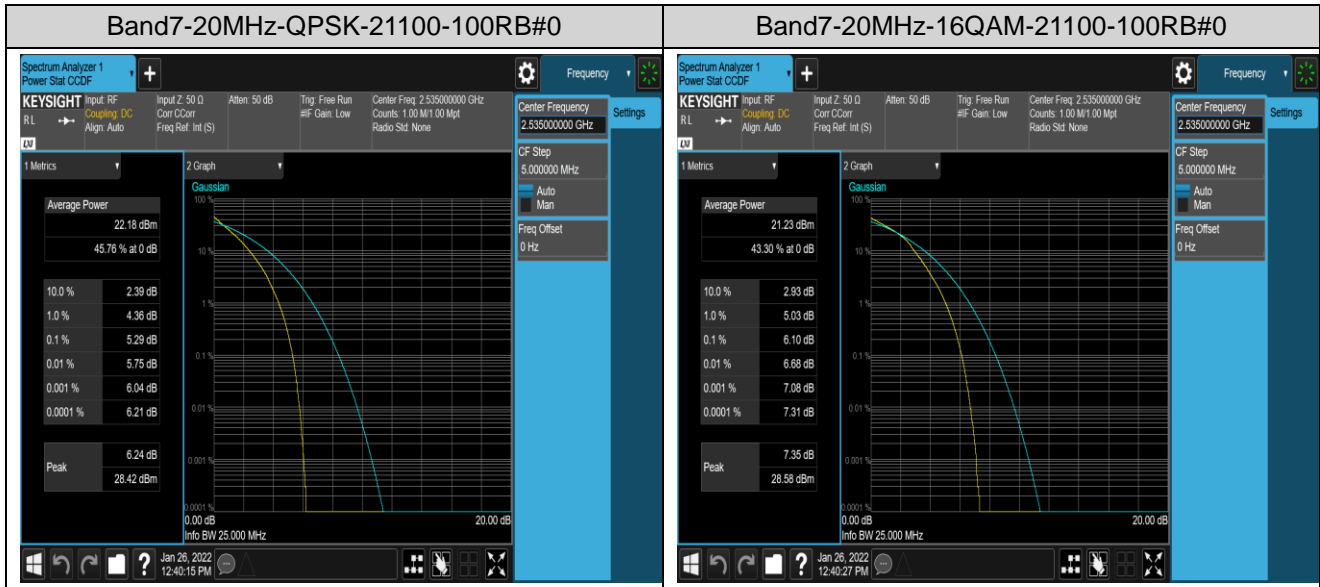 Band7-20MHz-QPSK-21100-100RB#0
Spectrum Analyzer 1
Power Stat CCDF
+
Frequency
KEYSIGHT Input: RF Input Z: 50 Ω Atten: 50 dB Trig: Free Run Center Freq: 2.535000000 GHz
R L Coupling: DC Corr CCorr #IF Gain: Low Counts: 1.00 M/1.00 Mpt
Align: Auto Freq Ref: Int (S) Radio Std: None
LXI
Center Frequency
2.535000000 GHz
Settings
CF Step
5.000000 MHz
Auto
Man
Freq Offset
0 Hz
1 Metrics
2 Graph
Average Power
22.18 dBm
45.76 % at 0 dB
10.0 % 2.39 dB
1.0 % 4.36 dB
0.1 % 5.29 dB
0.01 % 5.75 dB
0.001 % 6.04 dB
0.0001 % 6.21 dB
Peak
6.24 dB
28.42 dBm
Gaussian
100 %
10 %
1 %
0.1 %
0.01 %
0.001 %
0.0001 %
0.00 dB 20.00 dB
Info BW 25.000 MHz
?
Jan 26, 2022
12:40:15 PM
Band7-20MHz-16QAM-21100-100RB#0
Spectrum Analyzer 1
Power Stat CCDF
+
Frequency
KEYSIGHT Input: RF Input Z: 50 Ω Atten: 50 dB Trig: Free Run Center Freq: 2.535000000 GHz
R L Coupling: DC Corr CCorr #IF Gain: Low Counts: 1.00 M/1.00 Mpt
Align: Auto Freq Ref: Int (S) Radio Std: None
LXI
Center Frequency
2.535000000 GHz
Settings
CF Step
5.000000 MHz
Auto
Man
Freq Offset
0 Hz
1 Metrics
2 Graph
Average Power
21.23 dBm
43.30 % at 0 dB
10.0 % 2.93 dB
1.0 % 5.03 dB
0.1 % 6.10 dB
0.01 % 6.68 dB
0.001 % 7.08 dB
0.0001 % 7.31 dB
Peak
7.35 dB
28.58 dBm
Gaussian
100 %
10 %
1 %
0.1 %
0.01 %
0.001 %
0.0001 %
0.00 dB 20.00 dB
Info BW 25.000 MHz
?
Jan 26, 2022
12:40:27 PM